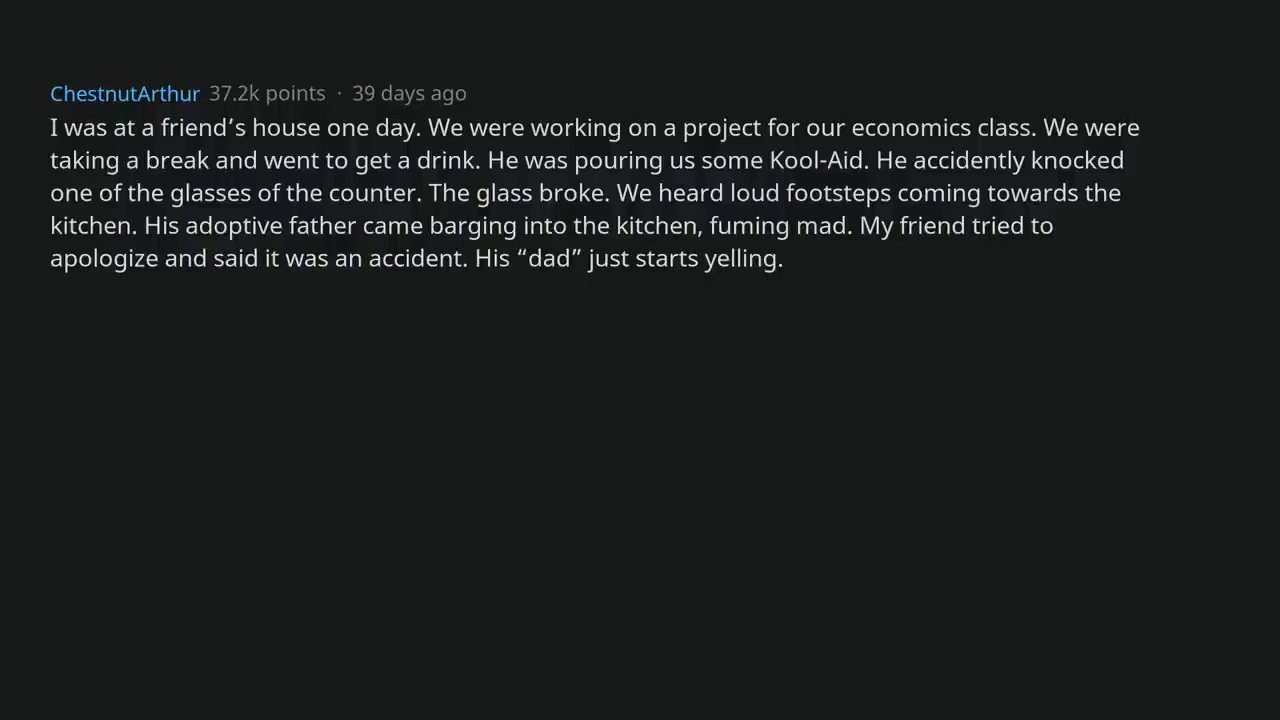 ChestnutArthur 37.2k points · 39 days ago
I was at a friend’s house one day. We were working on a project for our economics class. We were
taking a break and went to get a drink. He was pouring us some Kool-Aid. He accidently knocked
one of the glasses of the counter. The glass broke. We heard loud footsteps coming towards the
kitchen. His adoptive father came barging into the kitchen, fuming mad. My friend tried to
apologize and said it was an accident. His “dad” just starts yelling.